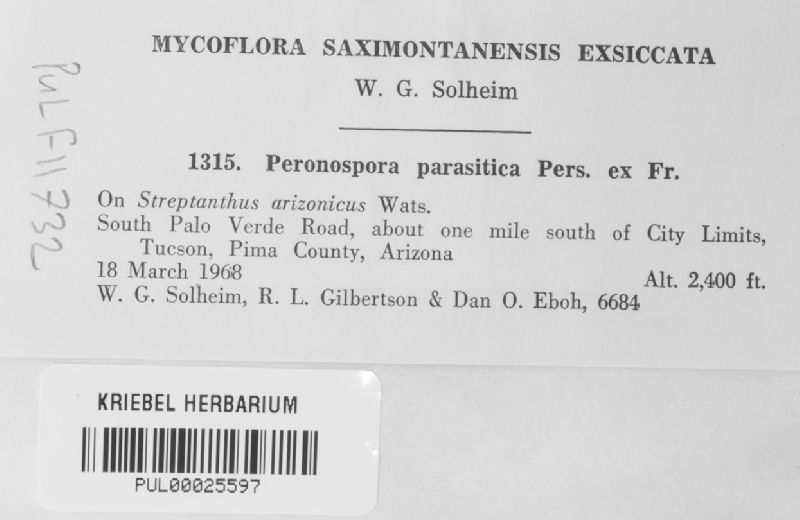 MYCOFLORA SAXIMONTANENSIS EXSICCATA
W. G. Solheim
1315. Peronospora parasitica Pers. ex Fr.
On Streptanthus arizonicus Wats.
South Palo Verde Road, about one mile south of City Limits,
Tucson, Pima County, Arizona
18 March 1968 Alt. 2,400 ft.
W. G. Solheim, R. L. Gilbertson & Dan O. Eboh, 6684
PUL F11732
KRIEBEL HERBARIUM
PUL00025597